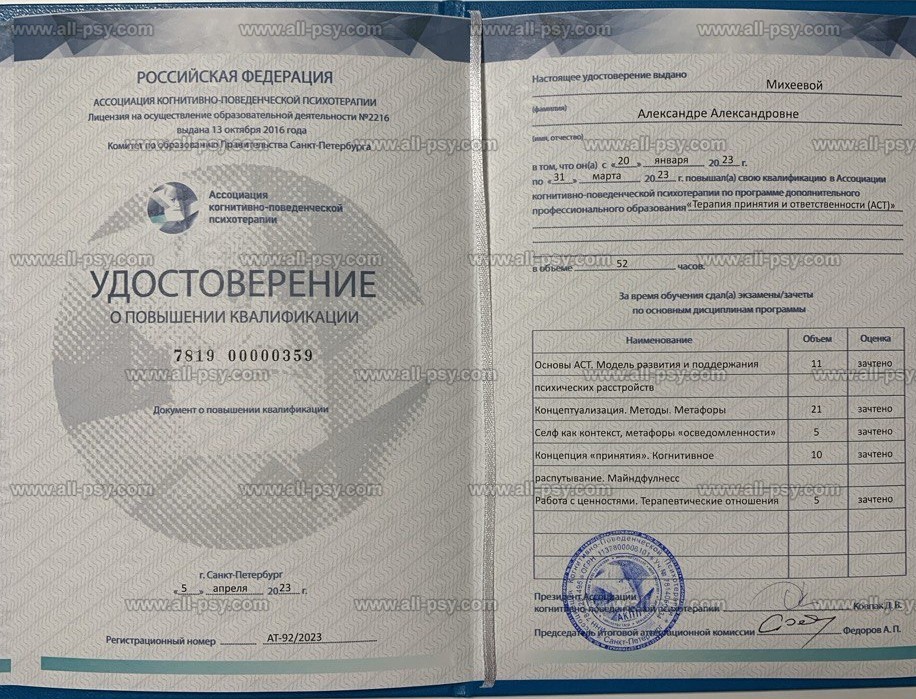 РОССИЙСКАЯ ФЕДЕРАЦИЯ
АССОЦИАЦИЯ КОГНИТИВНО-ПОВЕДЕНЧЕСКОЙ ПСИХОТЕРАПИИ
Лицензия на осуществление образовательной деятельности №2216
выдана 13 октября 2016 года
Комитет по образованию Правительства Санкт-Петербурга
Ассоциация
когнитивно-поведенческой
психотерапии
УДОСТОВЕРЕНИЕ
О ПОВЫШЕНИИ КВАЛИФИКАЦИИ
7819 00000359
Документ о повышении квалификации
г. Санкт-Петербург
« 5 » апреля 20 23 г.
Регистрационный номер АТ-92/2023
Настоящее удостоверение выдано
Михеевой
(фамилия)
Александре Александровне
(имя, отчество)
в том, что он(а) с « 20 » января 20 23 г.
по « 31 » марта 20 23 г. повышал(а) свою квалификацию в Ассоциации
когнитивно-поведенческой психотерапии по программе дополнительного
профессионального образования «Терапия принятия и ответственности (АСТ)»
в объеме 52 часов.
За время обучения сдал(а) экзамены/зачеты
по основным дисциплинам программы
Наименование Объем Оценка
Основы АСТ. Модель развития и поддержания 11 зачтено
психических расстройств
Концептуализация. Методы. Метафоры 21 зачтено
Селф как контекст, метафоры «осведомленности» 5 зачтено
Концепция «принятия». Когнитивное 10 зачтено
распутывание. Майндфулнесс
Работа с ценностями. Терапевтические отношения 5 зачтено
Президент Ассоциации
когнитивно-поведенческой психотерапии Ковпак Д. В.
Председатель итоговой аттестационной комиссии Федоров А. П.
АКПП
www.all-psy.com